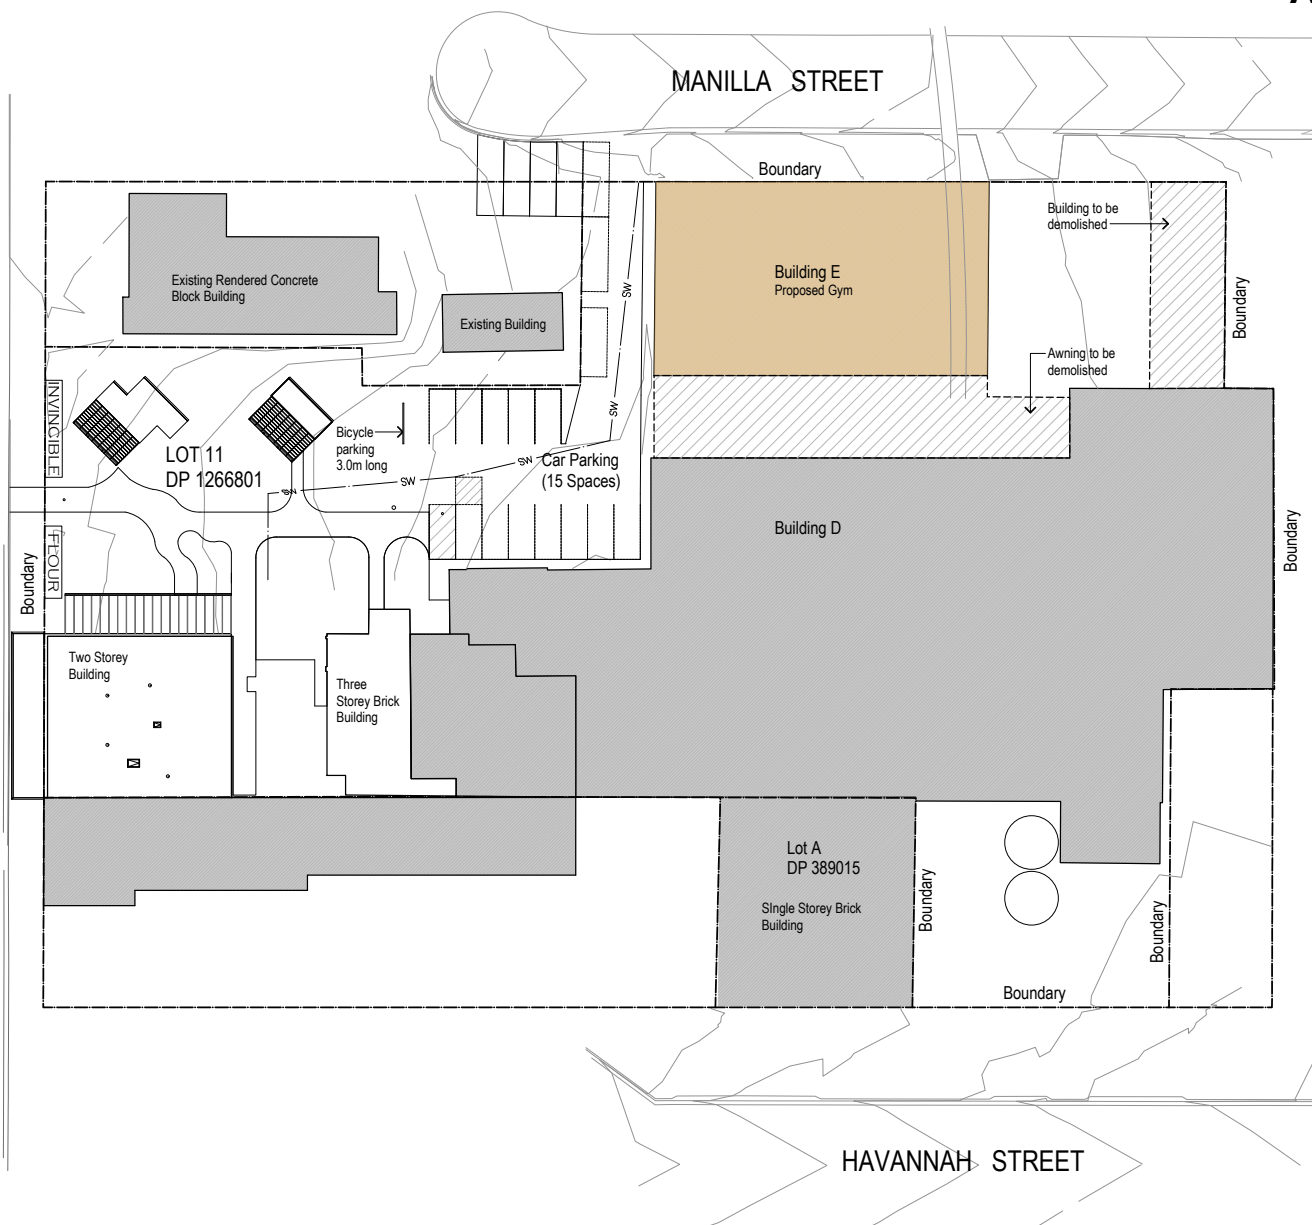 MANILLA STREET
Boundary
Building to be
demolished
Existing Rendered Concrete
Block Building
Building E
Proposed Gym
SW
Boundary
Existing Building
Awning to be
demolished
INVINCIBLE
SW
Bicycle
parking
3.0m long
LOT 11
DP 1266801
SW
Car Parking
(15 Spaces)
SW
SW
Building D
FLOUR
Boundary
Boundary
Two Storey
Building
Three
Storey Brick
Building
Lot A
DP 389015
SIngle Storey Brick
Building
Boundary
Boundary
Boundary
HAVANNAH STREET